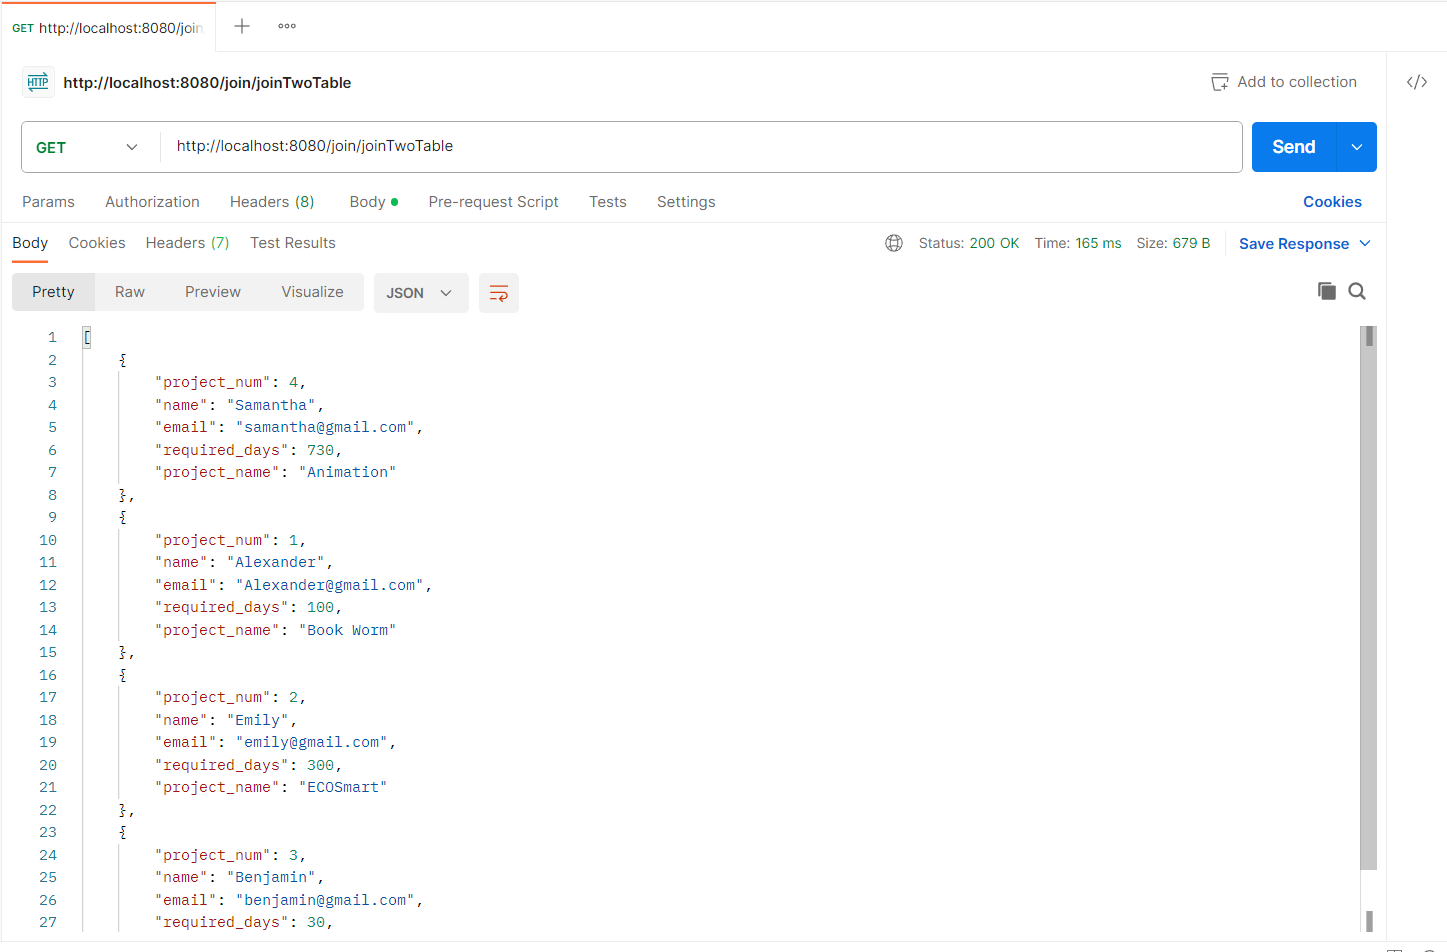 GET http://localhost:8080/join
HTTP http://localhost:8080/join/joinTwoTable Add to collection </>
GET http://localhost:8080/join/joinTwoTable Send
Params Authorization Headers (8) Body Pre-request Script Tests Settings Cookies
Body Cookies Headers (7) Test Results Status: 200 OK Time: 165 ms Size: 679 B Save Response
Pretty Raw Preview Visualize JSON
1 [
2 {
3 "project_num": 4,
4 "name": "Samantha",
5 "email": "samantha@gmail.com",
6 "required_days": 730,
7 "project_name": "Animation"
8 },
9 {
10 "project_num": 1,
11 "name": "Alexander",
12 "email": "Alexander@gmail.com",
13 "required_days": 100,
14 "project_name": "Book Worm"
15 },
16 {
17 "project_num": 2,
18 "name": "Emily",
19 "email": "emily@gmail.com",
20 "required_days": 300,
21 "project_name": "ECOSmart"
22 },
23 {
24 "project_num": 3,
25 "name": "Benjamin",
26 "email": "benjamin@gmail.com",
27 "required_days": 30,